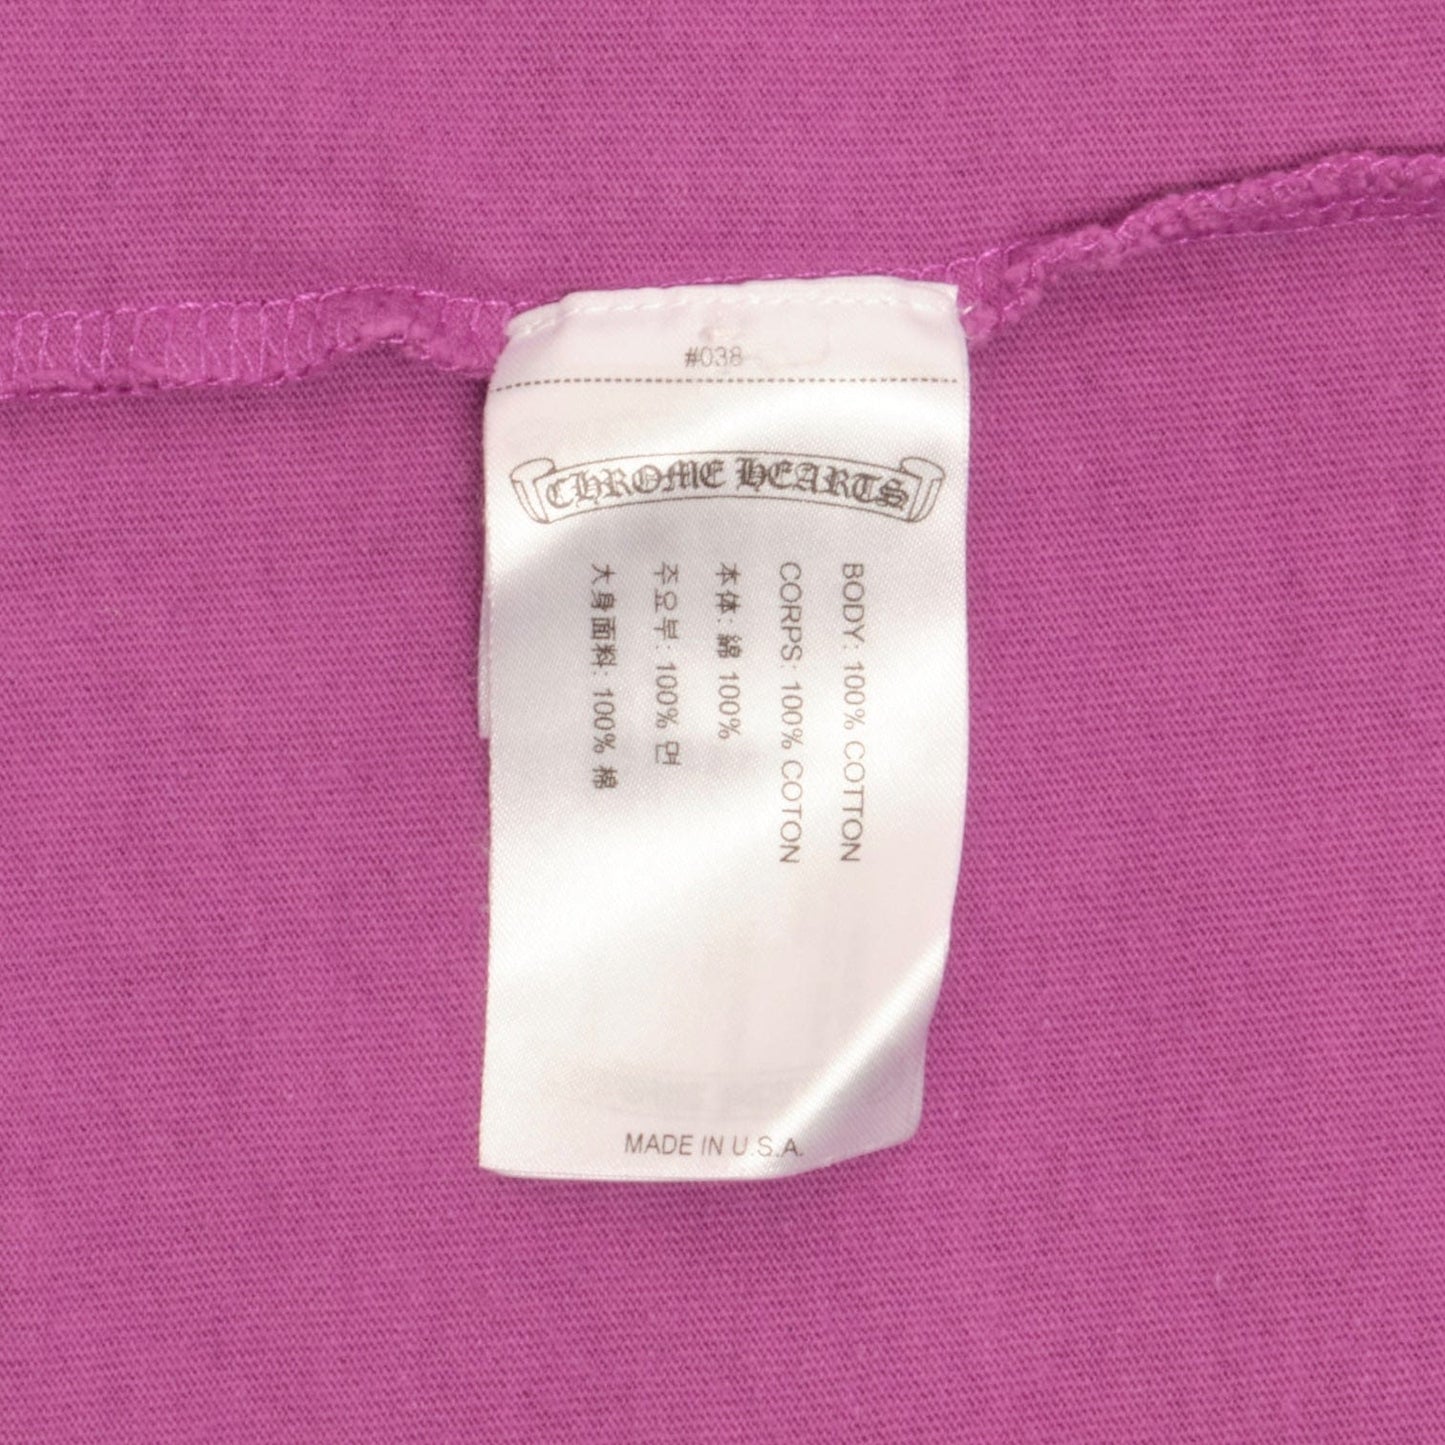 #038
CHROME HEARTS
BODY: 100% COTTON
CORPS: 100% COTON
本体: 綿 100%
주요부: 100% 면
大身面料: 100% 棉
MADE IN U.S.A.